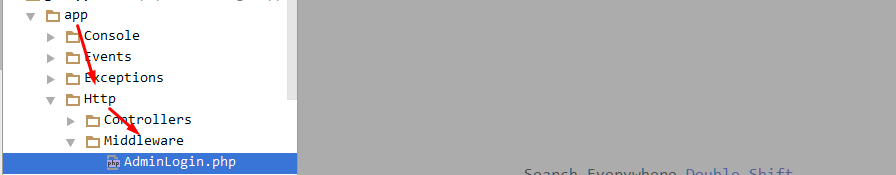 app
Console
Events
Exceptions
Http
Controllers
Middleware
AdminLogin.php
Search Everywhere Double Shift